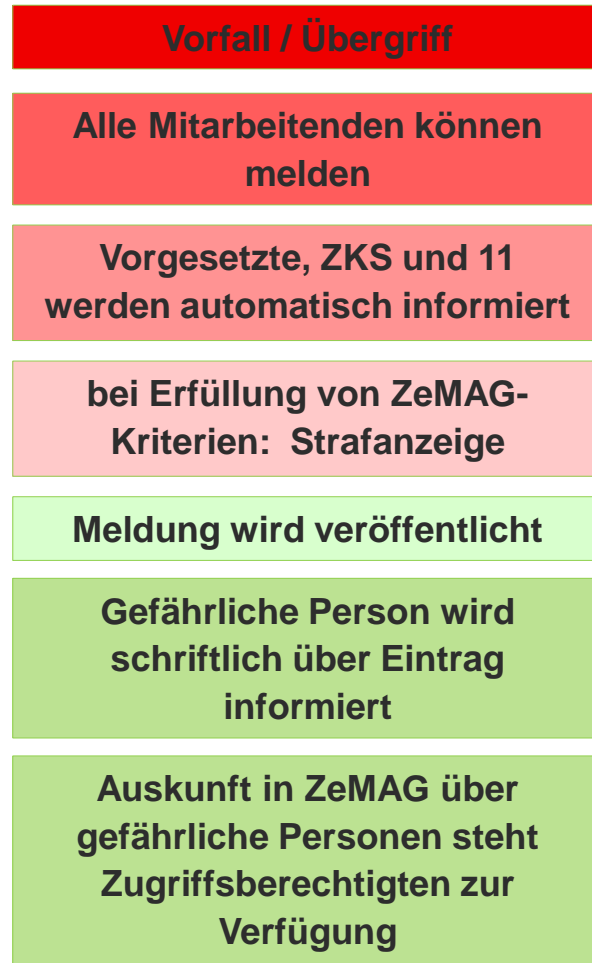 Vorfall / Übergriff
Alle Mitarbeitenden können
melden
Vorgesetzte, ZKS und 11
werden automatisch informiert
bei Erfüllung von ZeMAG-
Kriterien: Strafanzeige
Meldung wird veröffentlicht
Gefährliche Person wird
schriftlich über Eintrag
informiert
Auskunft in ZeMAG über
gefährliche Personen steht
Zugriffsberechtigten zur
Verfügung